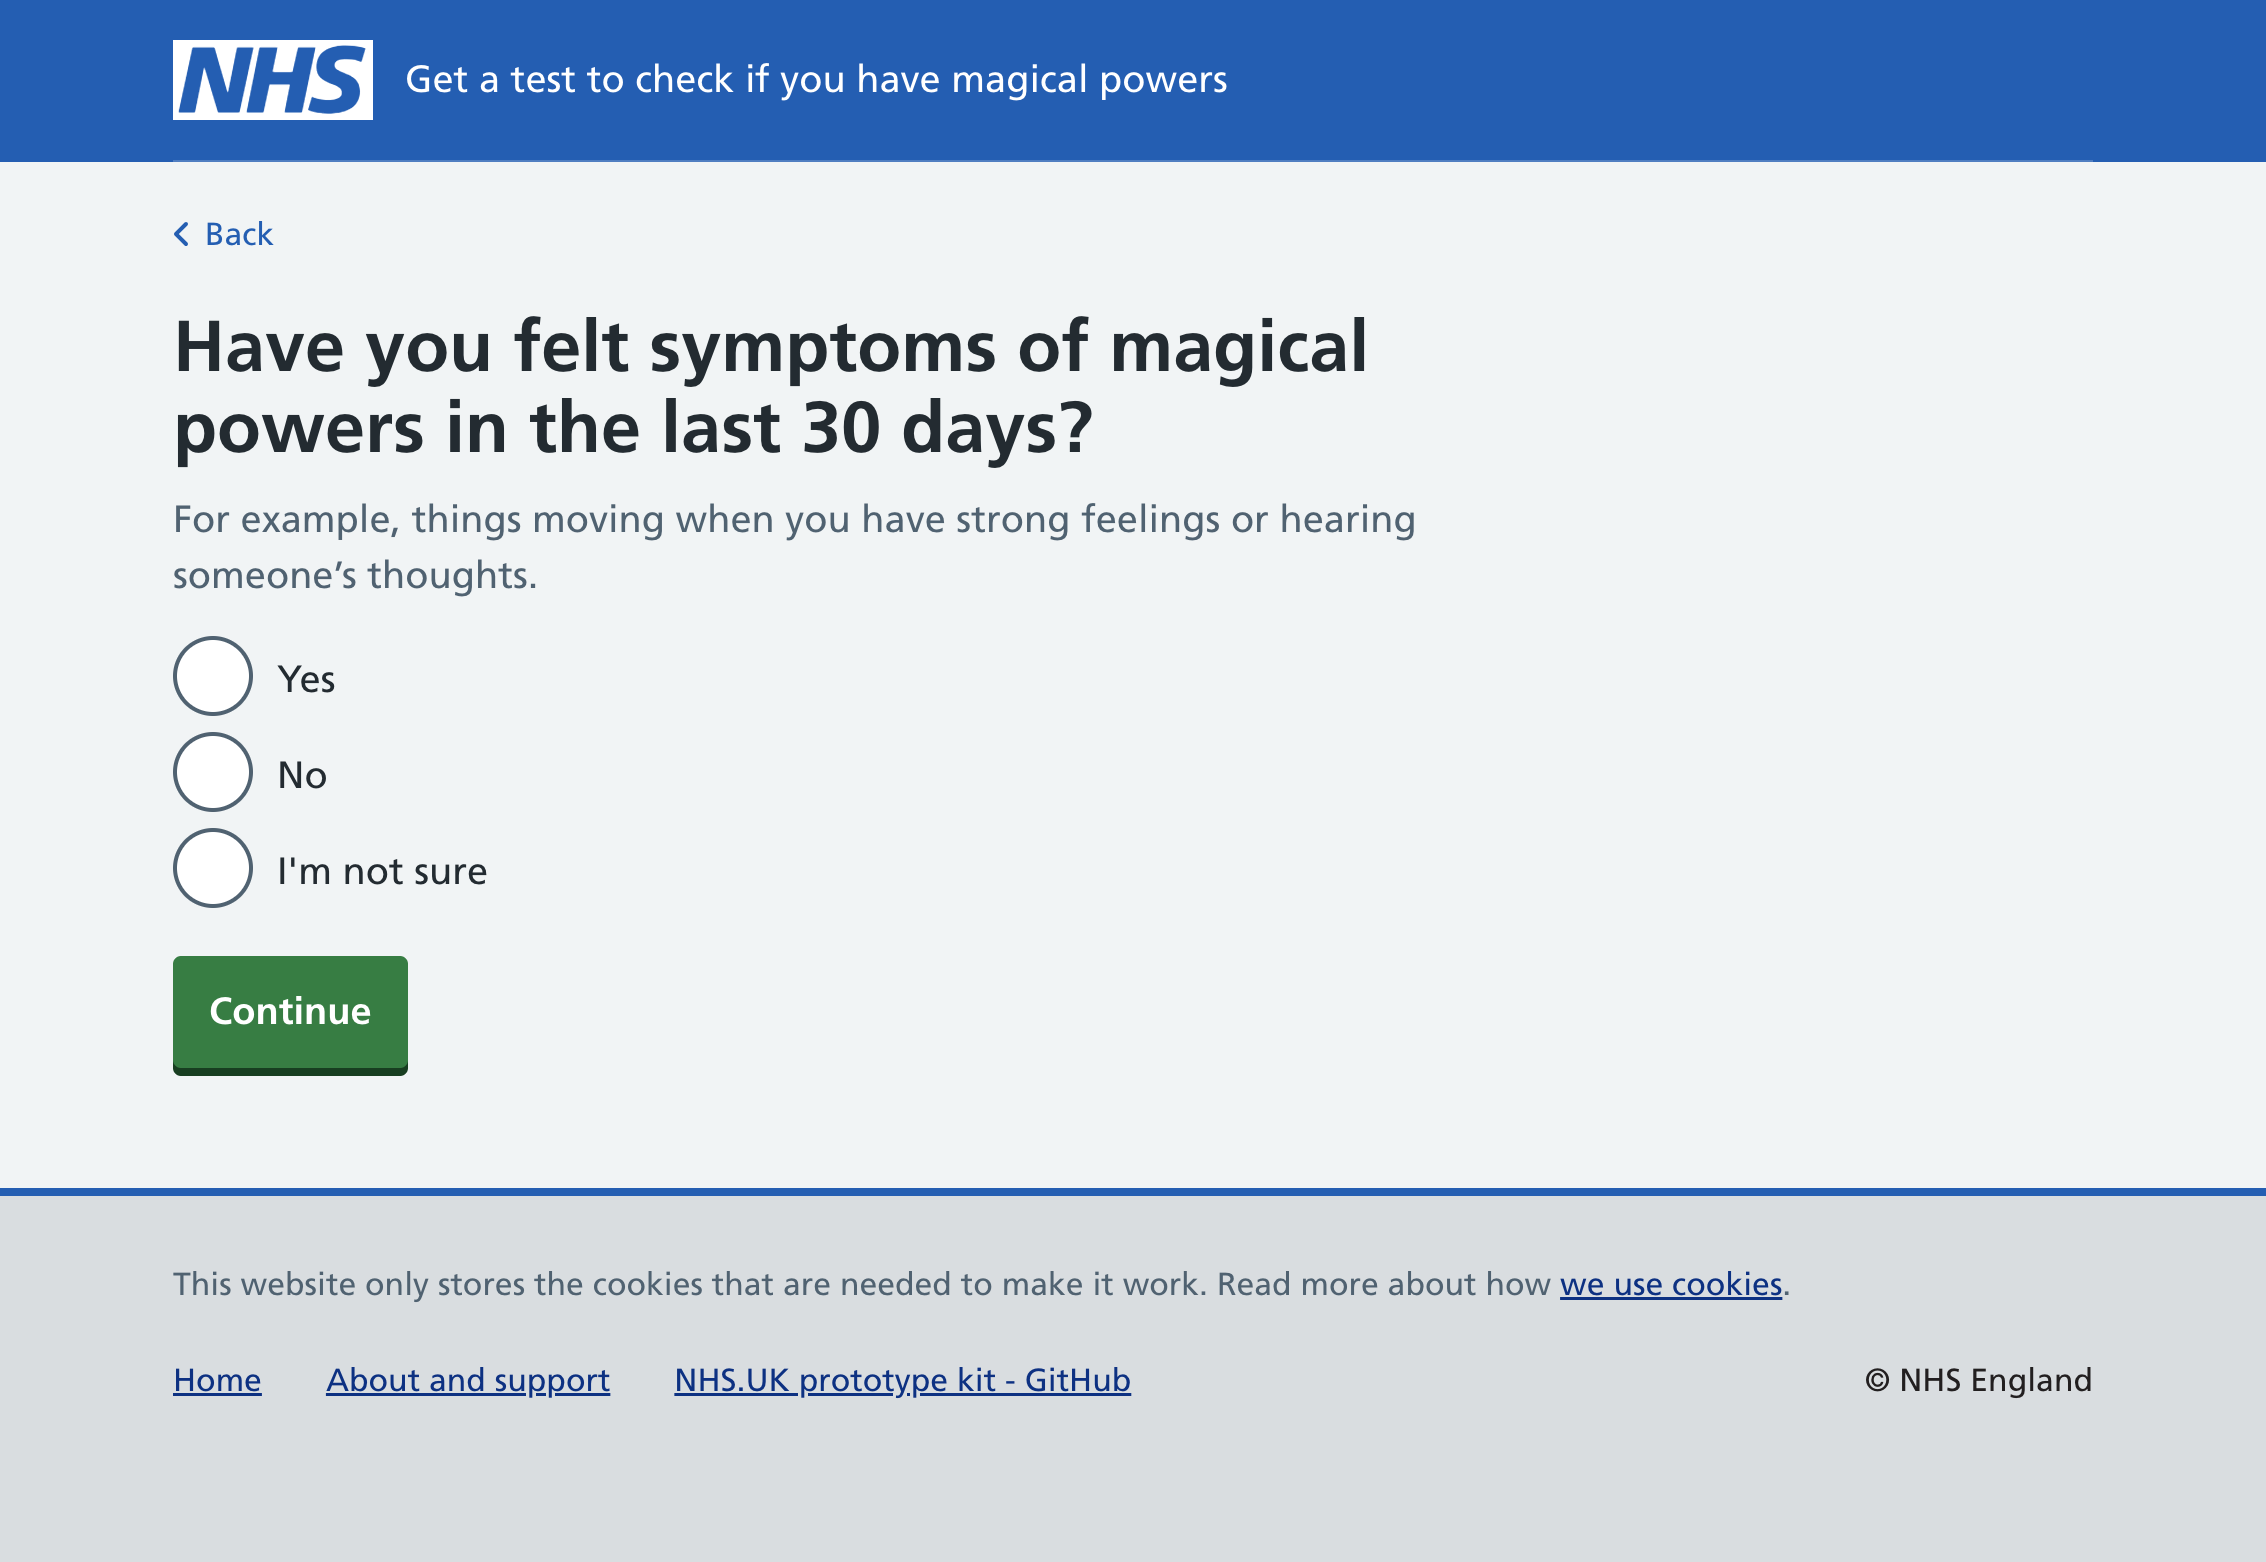 NHS Get a test to check if you have magical powers
Back
Have you felt symptoms of magical
powers in the last 30 days?
For example, things moving when you have strong feelings or hearing
someone’s thoughts.
Yes
No
I'm not sure
Continue
This website only stores the cookies that are needed to make it work. Read more about how we use cookies.
Home About and support NHS.UK prototype kit - GitHub © NHS England